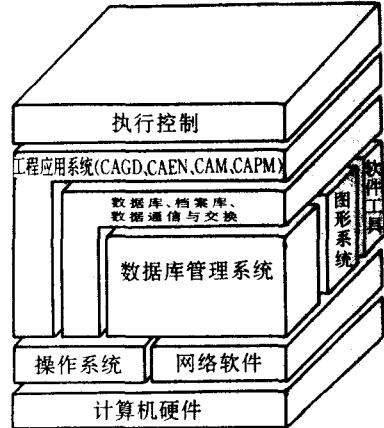 执行控制
工程应用系统(CAGD,CAEN,CAM,CAPM)
数据库、档案库、
数据通信与交换
数据库管理系统
图形系统
软件工具
操作系统
网络软件
计算机硬件